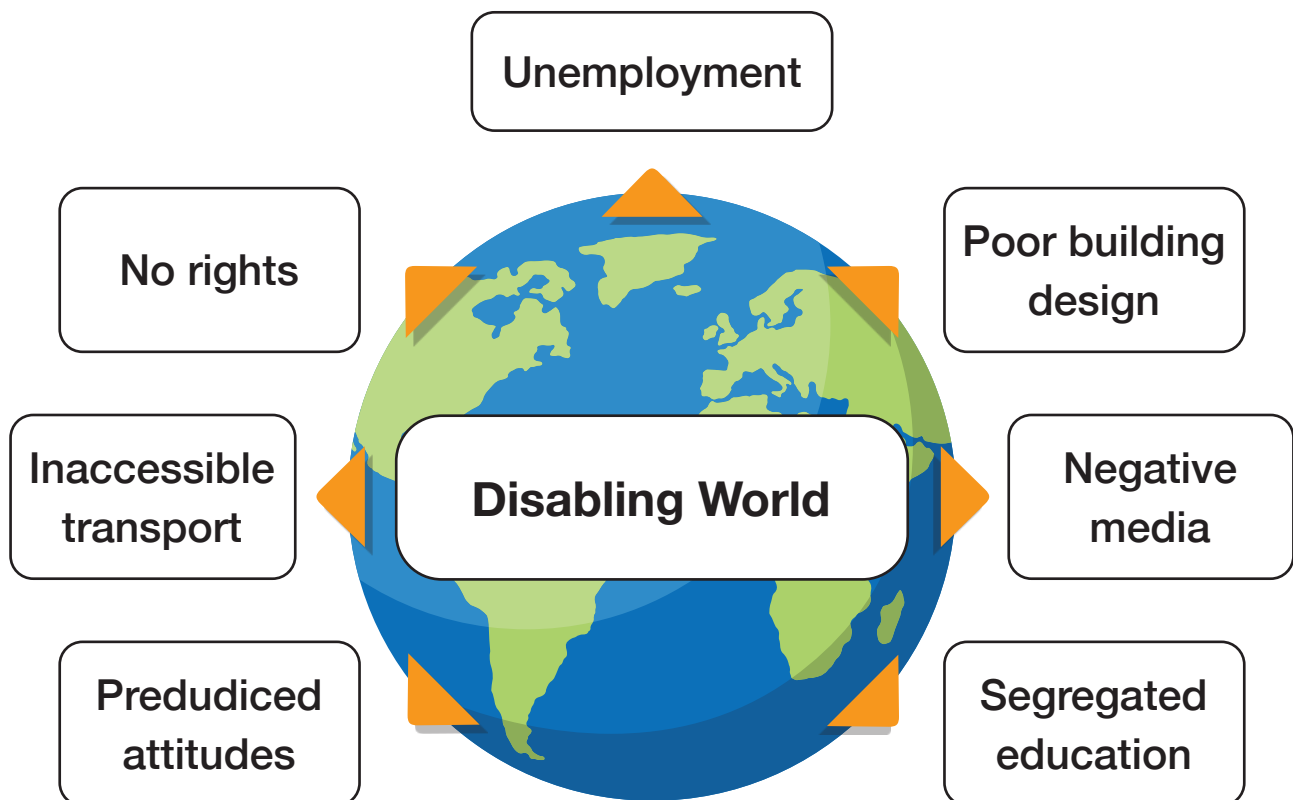 Unemployment
No rights
Poor building
design
Inaccessible
transport
Disabling World
Negative
media
Predudiced
attitudes
Segregated
education